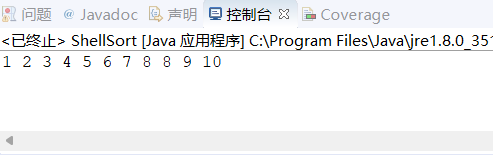 问题 @ Javadoc 声明 控制台 Coverage
<已终止> ShellSort [Java 应用程序] C:\Program Files\Java\jre1.8.0_351
1 2 3 4 5 6 7 8 8 9 10